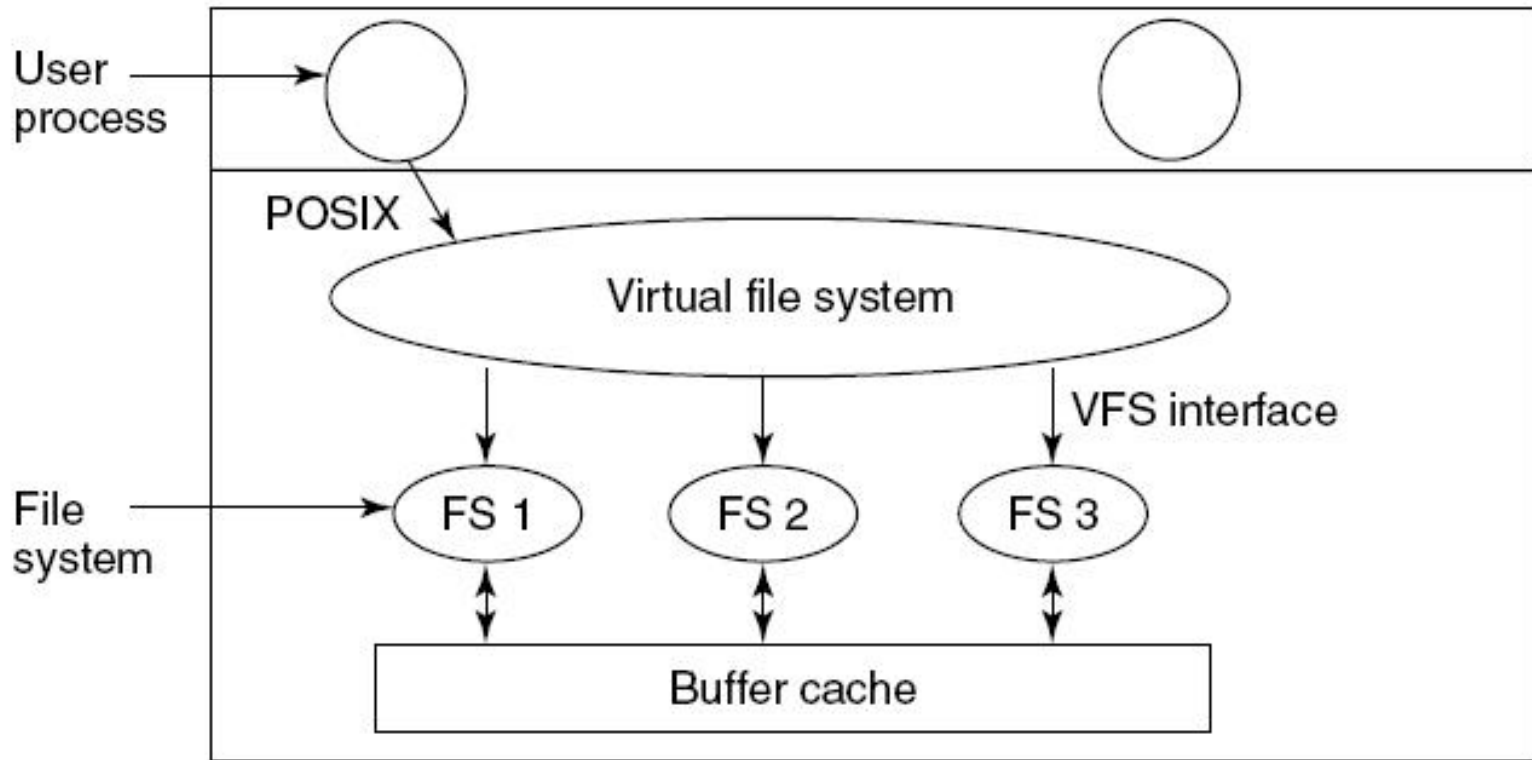 User
process
POSIX
Virtual file system
VFS interface
File
system
FS 1
FS 2
FS 3
Buffer cache